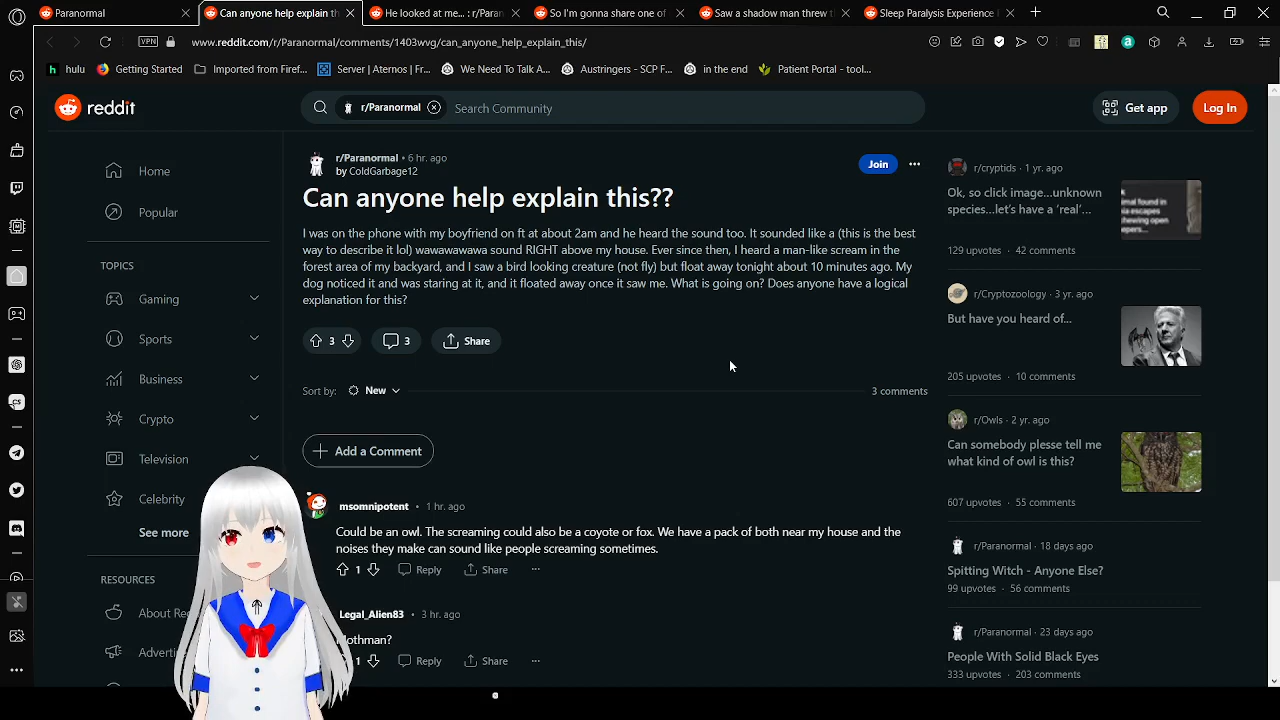 Paranormal
Can anyone help explain th
He looked at me... : r/Paran
So I'm gonna share one of
Saw a shadow man threw t
Sleep Paralysis Experience
VPN
www.reddit.com/r/Paranormal/comments/1403wvg/can_anyone_help_explain_this/
hulu
Getting Started
Imported from Firef...
Server | Aternos | Fr...
We Need To Talk A...
Austringers - SCP F...
in the end
Patient Portal - tool...
reddit
r/Paranormal
Search Community
Get app
Log In
Home
Popular
TOPICS
Gaming
Sports
Business
Crypto
Television
Celebrity
See more
RESOURCES
About Red
Advertis
r/Paranormal • 6 hr. ago
by ColdGarbage12
Join
Can anyone help explain this??
I was on the phone with my boyfriend on ft at about 2am and he heard the sound too. It sounded like a (this is the best
way to describe it lol) wawawawawa sound RIGHT above my house. Ever since then, I heard a man-like scream in the
forest area of my backyard, and I saw a bird looking creature (not fly) but float away tonight about 10 minutes ago. My
dog noticed it and was staring at it, and it floated away once it saw me. What is going on? Does anyone have a logical
explanation for this?
3
3
Share
Sort by:
New
3 comments
Add a Comment
msomnipotent • 1 hr. ago
Could be an owl. The screaming could also be a coyote or fox. We have a pack of both near my house and the
noises they make can sound like people screaming sometimes.
1
Reply
Share
Legal_Alien83 • 3 hr. ago
Mothman?
1
Reply
Share
r/cryptids • 1 yr. ago
Ok, so click image...unknown
species...let's have a 'real'...
129 upvotes • 42 comments
r/Cryptozoology • 3 yr. ago
But have you heard of...
205 upvotes • 10 comments
r/Owls • 2 yr. ago
Can somebody plesse tell me
what kind of owl is this?
607 upvotes • 55 comments
r/Paranormal • 18 days ago
Spitting Witch - Anyone Else?
99 upvotes • 56 comments
r/Paranormal • 23 days ago
People With Solid Black Eyes
333 upvotes • 203 comments